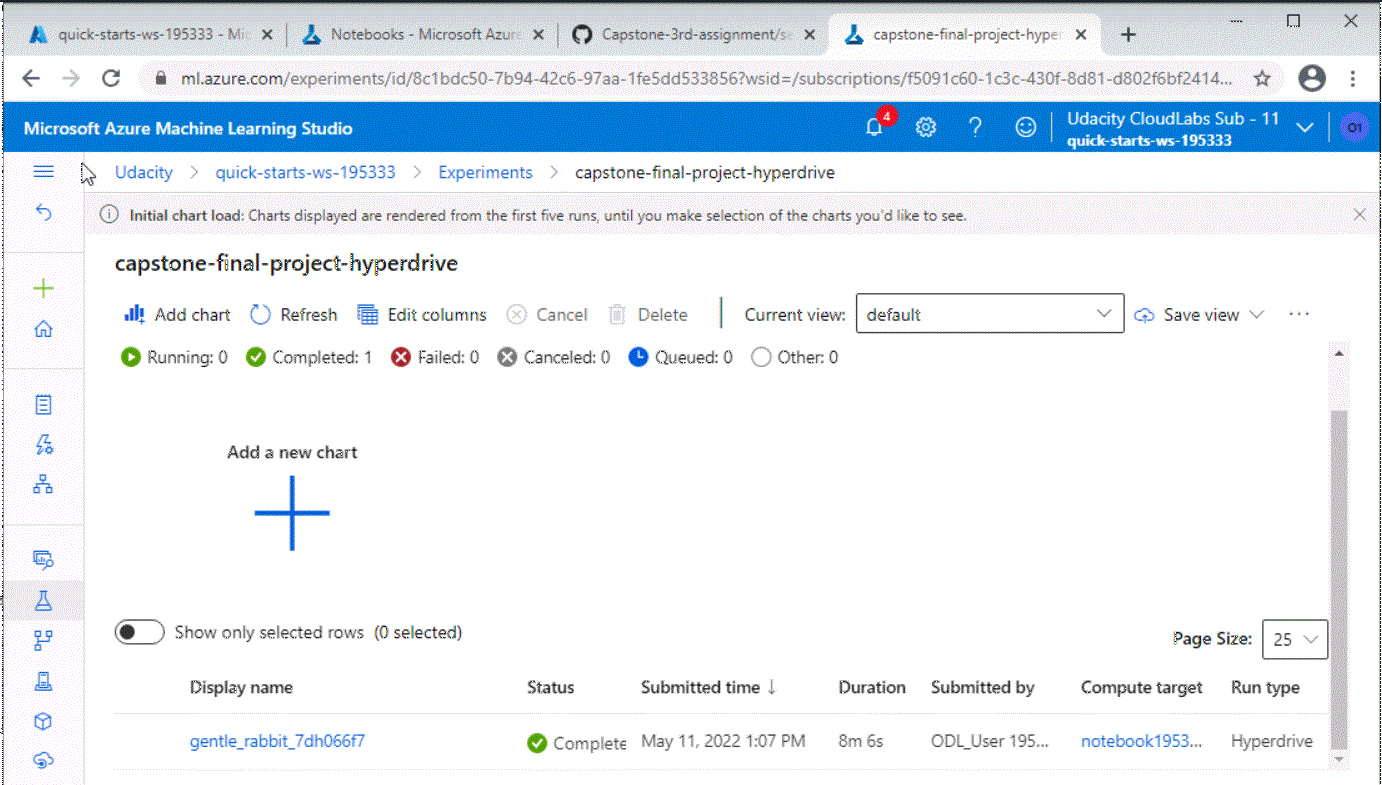 quick-starts-ws-195333 - Mic
Notebooks - Microsoft Azure
Capstone-3rd-assignment/se
capstone-final-project-hyper
ml.azure.com/experiments/id/8c1bdc50-7b94-42c6-97aa-1fe5dd533856?wsid=/subscriptions/f5091c60-1c3c-430f-8d81-d802f6bf2414...
Microsoft Azure Machine Learning Studio
4
Udacity CloudLabs Sub - 11
quick-starts-ws-195333
O1
Udacity > quick-starts-ws-195333 > Experiments > capstone-final-project-hyperdrive
Initial chart load: Charts displayed are rendered from the first five runs, until you make selection of the charts you'd like to see.
capstone-final-project-hyperdrive
Add chart Refresh Edit columns Cancel Delete Current view: default Save view ...
Running: 0 Completed: 1 Failed: 0 Canceled: 0 Queued: 0 Other: 0
Add a new chart
Show only selected rows (0 selected)
Page Size: 25
Display name Status Submitted time ↓ Duration Submitted by Compute target Run type
gentle_rabbit_7dh066f7 Complete May 11, 2022 1:07 PM 8m 6s ODL_User 195... notebook1953... Hyperdrive